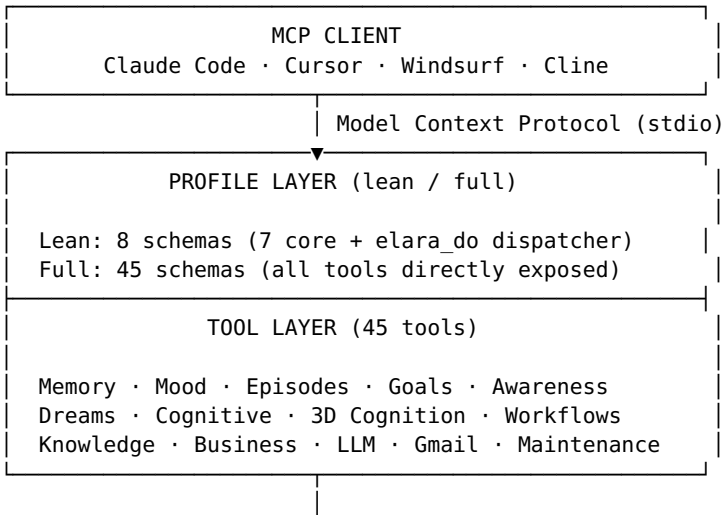 MCP CLIENT
Claude Code · Cursor · Windsurf · Cline
Model Context Protocol (stdio)
PROFILE LAYER (lean / full)
Lean: 8 schemas (7 core + elara_do dispatcher)
Full: 45 schemas (all tools directly exposed)
TOOL LAYER (45 tools)
Memory · Mood · Episodes · Goals · Awareness
Dreams · Cognitive · 3D Cognition · Workflows
Knowledge · Business · LLM · Gmail · Maintenance